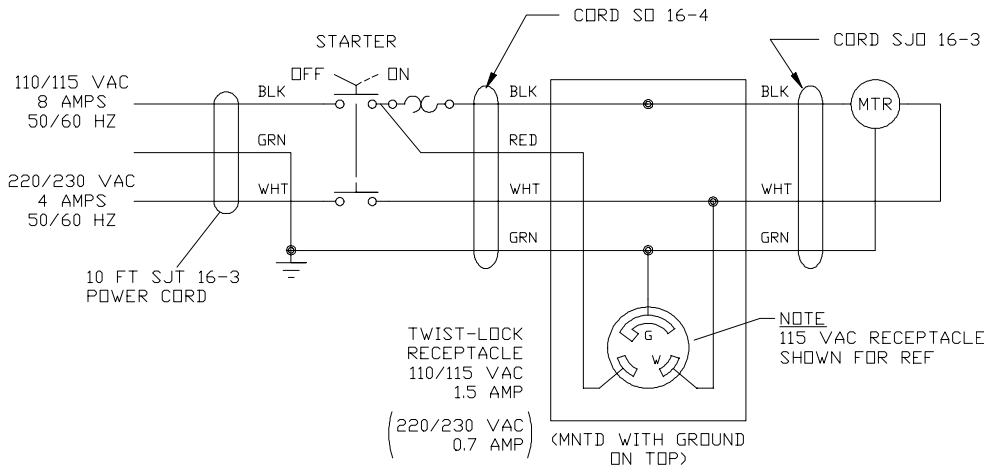 CORD SO 16-4
STARTER
CORD SJO 16-3
OFF
ON
110/115 VAC
8 AMPS
50/60 HZ
BLK
BLK
BLK
MTR
GRN
RED
220/230 VAC
4 AMPS
50/60 HZ
WHT
WHT
WHT
GRN
GRN
10 FT SJT 16-3
POWER CORD
TWIST-LOCK
RECEPTACLE
110/115 VAC
1.5 AMP
(220/230 VAC
0.7 AMP)
G
W
NOTE
115 VAC RECEPTACLE
SHOWN FOR REF
(MNTD WITH GROUND
ON TOP)